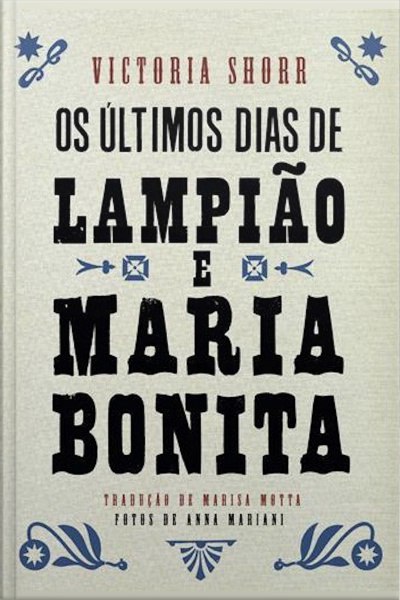 VICTORIA SHORR
OS ÚLTIMOS DIAS DE
LAMPIÃO
E
MARIA
BONITA
TRADUÇÃO DE MARISA MOTTA
FOTOS DE ANNA MARIANI